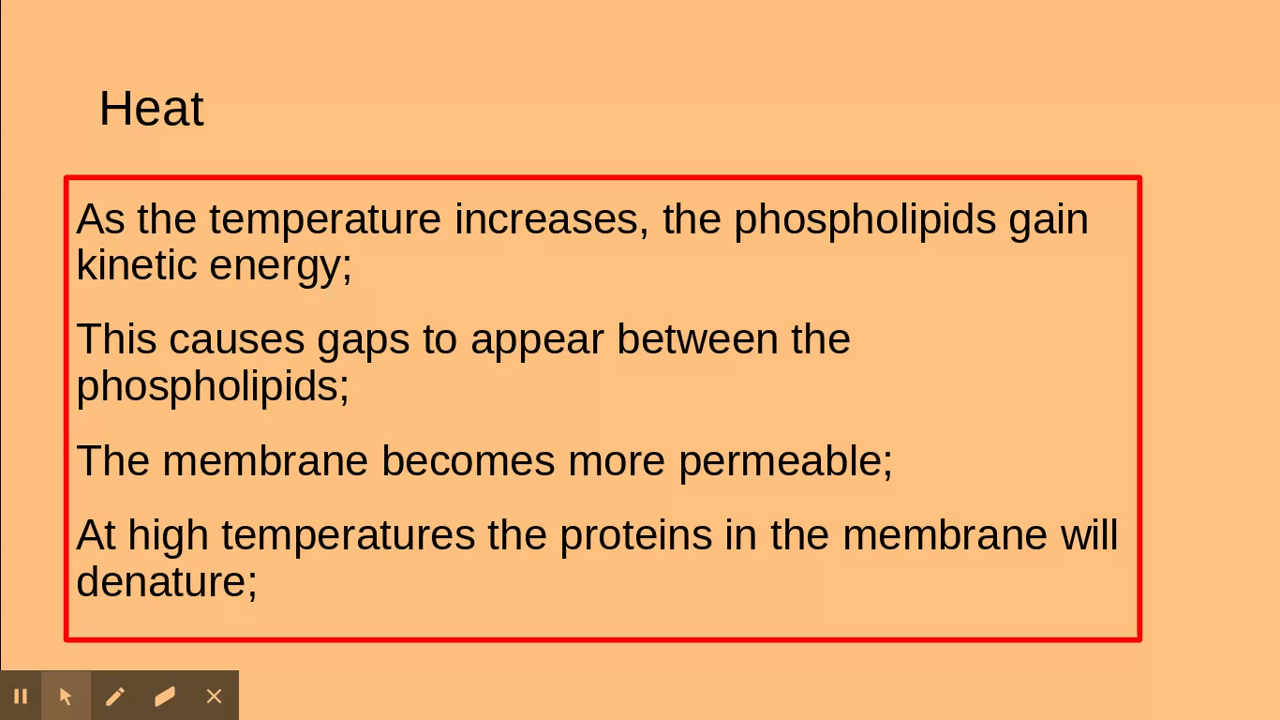 Heat
As the temperature increases, the phospholipids gain
kinetic energy;
This causes gaps to appear between the
phospholipids;
The membrane becomes more permeable;
At high temperatures the proteins in the membrane will
denature;